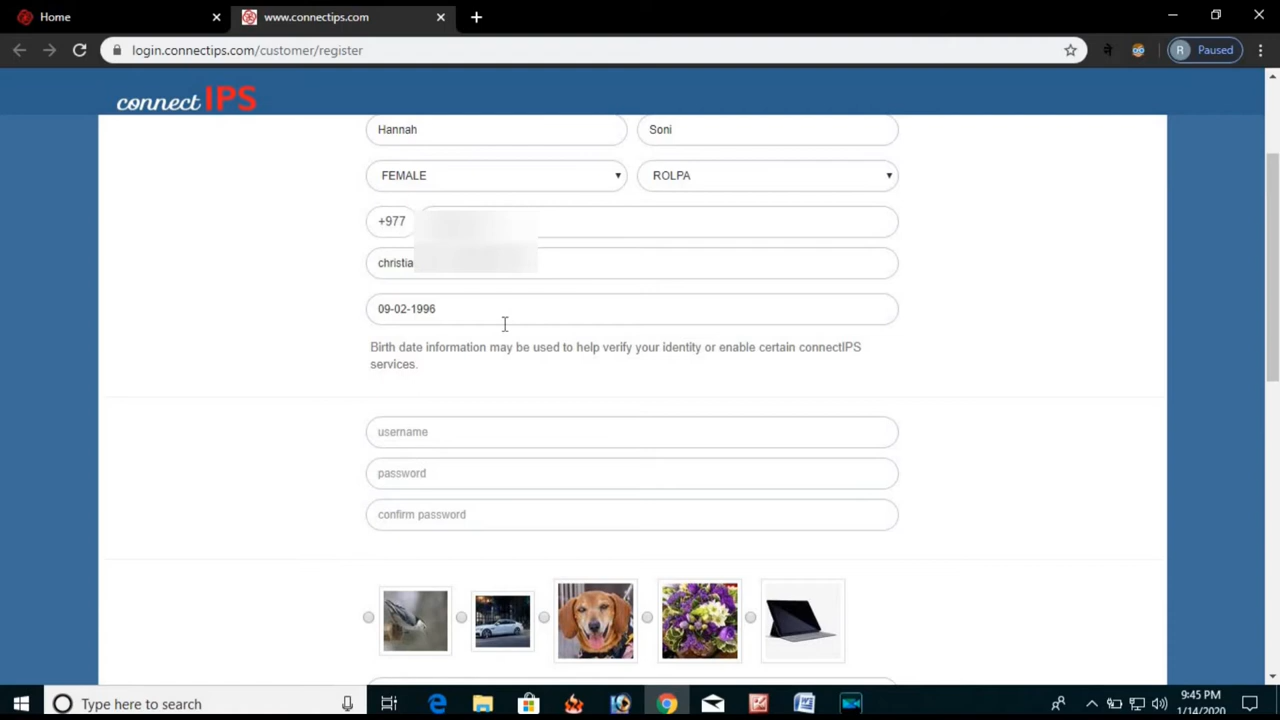 Home
www.connectips.com
login.connectips.com/customer/register
R Paused
connectIPS
Hannah Soni
FEMALE ROLPA
+977
christia
09-02-1996
Birth date information may be used to help verify your identity or enable certain connectIPS
services.
username
password
confirm password
Type here to search
9:45 PM
1/14/2020